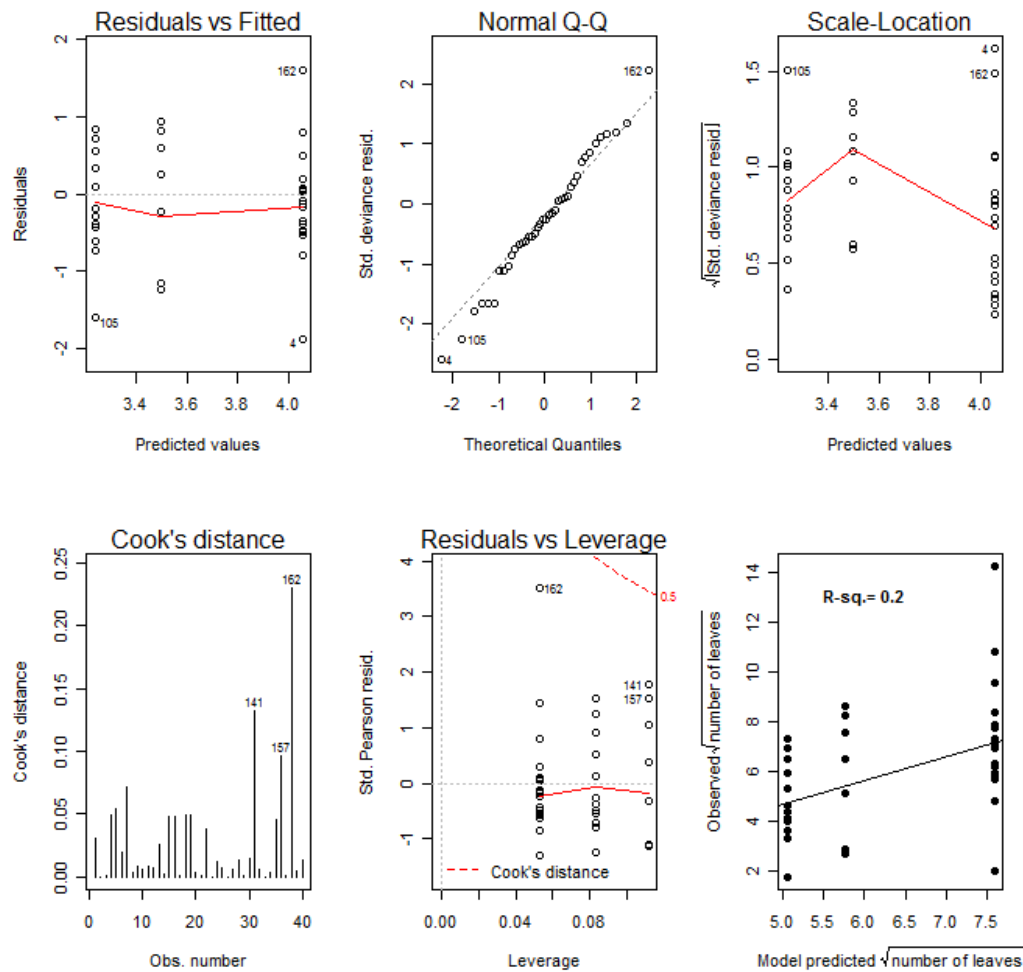 Residuals vs Fitted
Residuals
2
1
0
-1
-2
162
105
4
3.4 3.6 3.8 4.0
Predicted values
Normal Q-Q
Std. deviance resid.
2
1
0
-1
-2
162
105
4
-2 -1 0 1 2
Theoretical Quantiles
Scale-Location
√|Std. deviance resid|
1.5
1.0
0.5
0.0
4
105
162
3.4 3.6 3.8 4.0
Predicted values
Cook's distance
Cook's distance
0.25
0.20
0.15
0.10
0.05
0.00
162
141
157
0 10 20 30 40
Obs. number
Residuals vs Leverage
Std. Pearson resid.
4
3
2
1
0
-1
162
0.5
141
157
Cook's distance
0.00 0.04 0.08
Leverage
Observed √number of leaves
14
12
10
8
6
4
2
R-sq.= 0.2
5.0 5.5 6.0 6.5 7.0 7.5
Model predicted √number of leaves